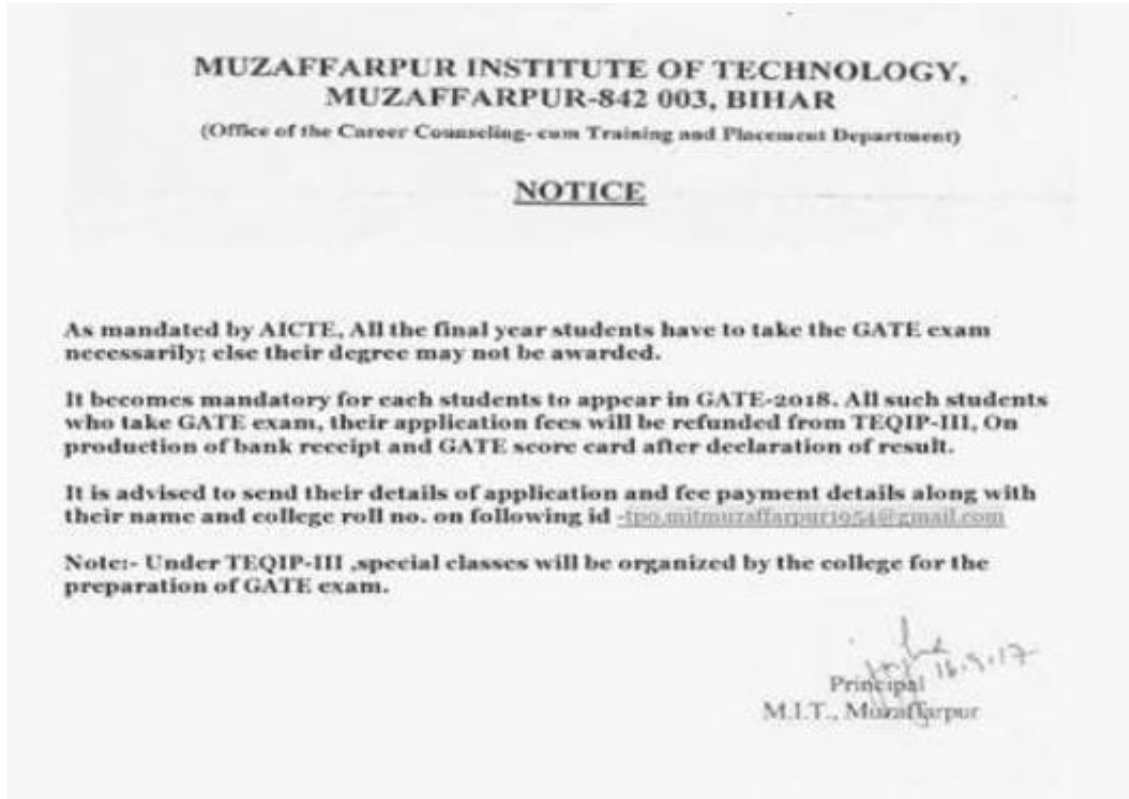 MUZAFFARPUR INSTITUTE OF TECHNOLOGY,
MUZAFFARPUR-842 003, BIHAR
(Office of the Career Counseling- cum Training and Placement Department)
NOTICE
As mandated by AICTE, All the final year students have to take the GATE exam
necessarily; else their degree may not be awarded.
It becomes mandatory for each students to appear in GATE-2018. All such students
who take GATE exam, their application fees will be refunded from TEQIP-III, On
production of bank receipt and GATE score card after declaration of result.
It is advised to send their details of application and fee payment details along with
their name and college roll no. on following id -tpo.mitmuzaffarpur1954@gmail.com
Note:- Under TEQIP-III ,special classes will be organized by the college for the
preparation of GATE exam.
16.9.17
Principal
M.I.T., Muzaffarpur